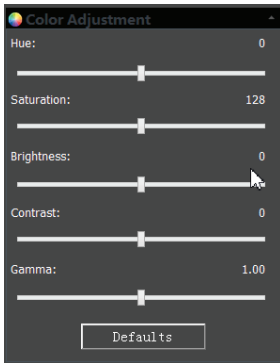 Color Adjustment
Hue: 0
Saturation: 128
Brightness: 0
Contrast: 0
Gamma: 1.00
Defaults